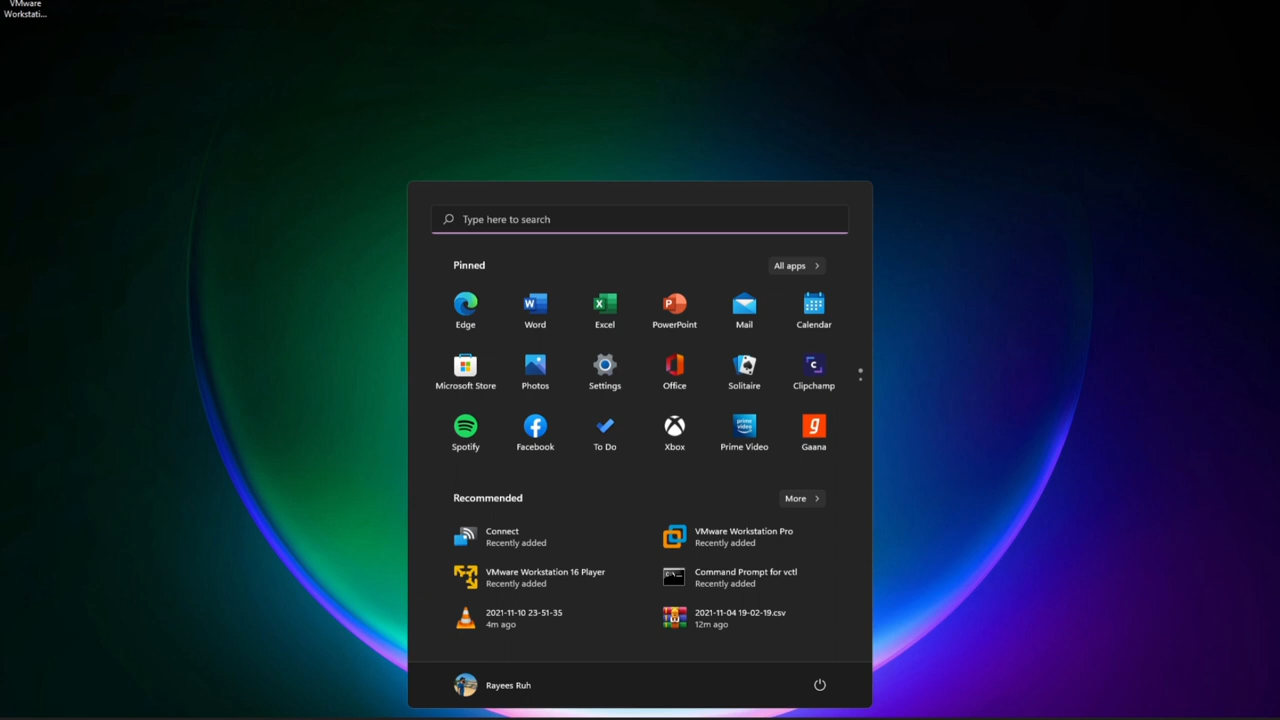 VMware
Workstati...
Type here to search
Pinned
All apps
Edge
Word
Excel
PowerPoint
Mail
Calendar
Microsoft Store
Photos
Settings
Office
Solitaire
Clipchamp
Spotify
Facebook
To Do
Xbox
prime video
Prime Video
Gaana
Recommended
More
Connect
Recently added
VMware Workstation Pro
Recently added
VMware Workstation 16 Player
Recently added
Command Prompt for vctl
Recently added
2021-11-10 23-51-35
4m ago
2021-11-04 19-02-19.csv
12m ago
Rayees Ruh